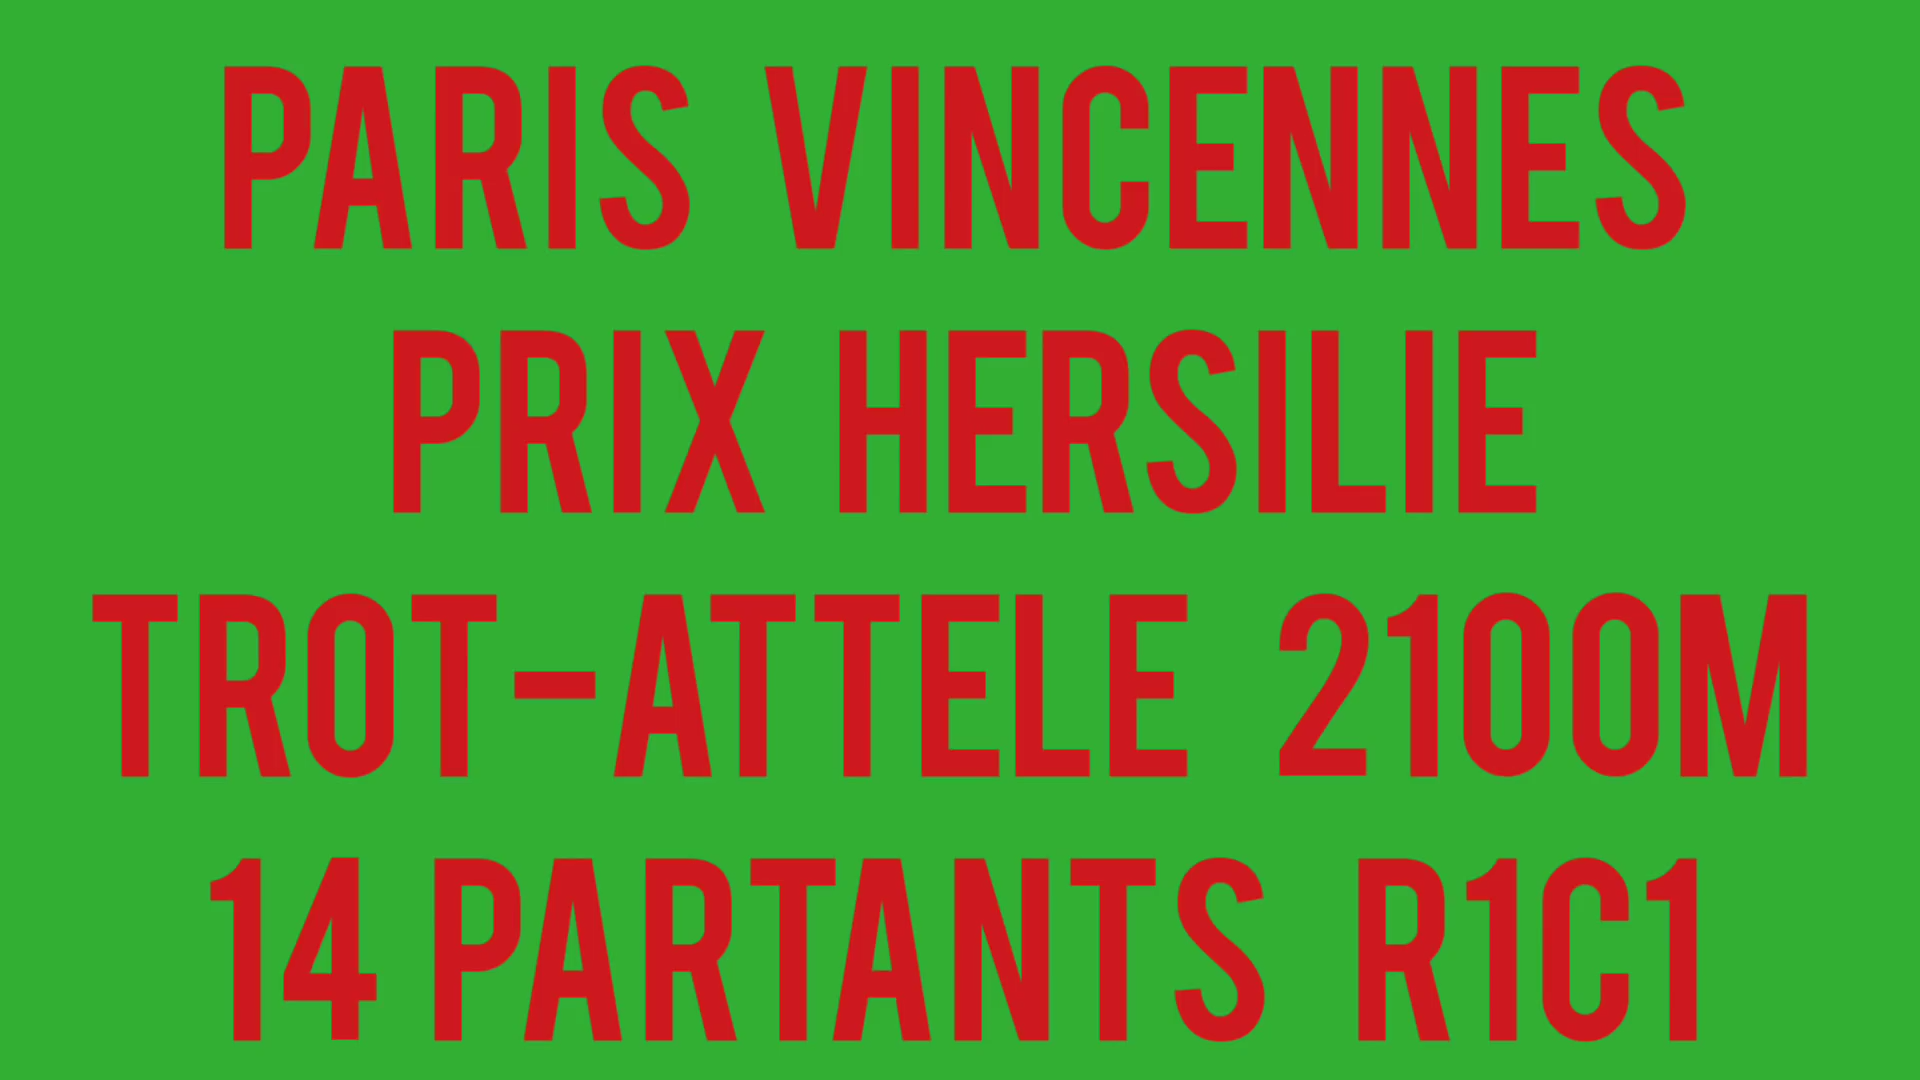 PARIS VINCENNES
PRIX HERSILIE
TROT-ATTELE 2100M
14 PARTANTS R1C1